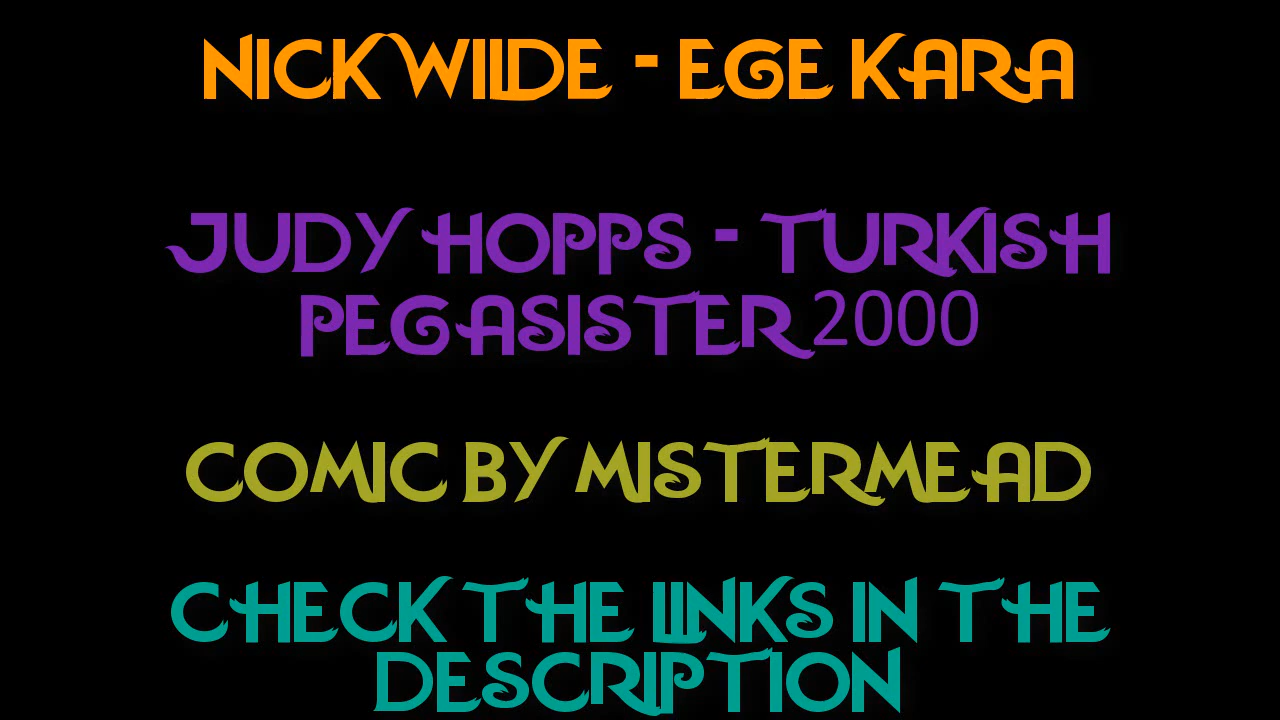 NICK WILDE - EGE KARA
JUDY HOPPS - TURKISH
PEGASISTER2000
COMIC BY MISTERMEAD
CHECK THE LINKS IN THE
DESCRIPTION